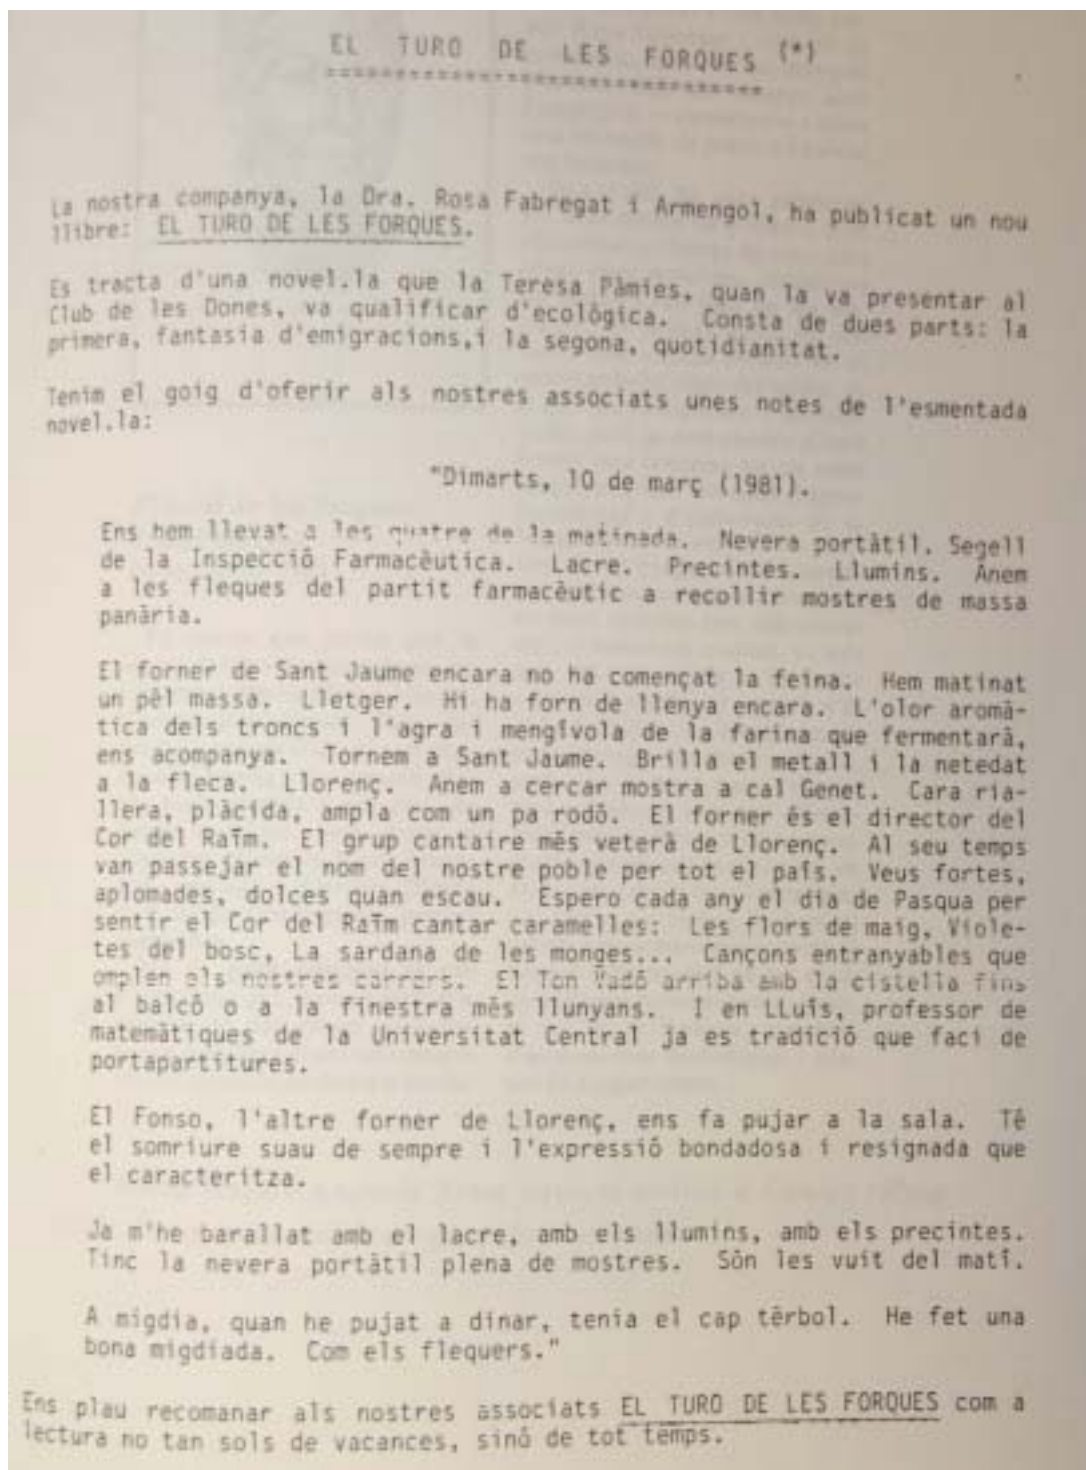 EL TURO DE LES FORQUES (*)
La nostra companya, la Dra. Rosa Fabregat i Armengol, ha publicat un nou
llibre: EL TURO DE LES FORQUES.
Es tracta d'una novel.la que la Teresa Pàmies, quan la va presentar al
Club de les Dones, va qualificar d'ecològica. Consta de dues parts: la
primera, fantasia d'emigracions,i la segona, quotidianitat.
Tenim el goig d'oferir als nostres associats unes notes de l'esmentada
novel.la:
"Dimarts, 10 de març (1981).
Ens hem llevat a les quatre de la matinada. Nevera portàtil. Segell
de la Inspecció Farmacèutica. Lacre. Precintes. Llumins. Anem
a les fleques del partit farmacèutic a recollir mostres de massa
panària.
El forner de Sant Jaume encara no ha començat la feina. Hem matinat
un pèl massa. Lletger. Hi ha forn de llenya encara. L'olor aromà-
tica dels troncs i l'agra i mengívola de la farina que fermentarà,
ens acompanya. Tornem a Sant Jaume. Brilla el metall i la netedat
a la fleca. Llorenç. Anem a cercar mostra a cal Genet. Cara ria-
llera, plàcida, ampla com un pa rodó. El forner és el director del
Cor del Raïm. El grup cantaire més veterà de Llorenç. Al seu temps
van passejar el nom del nostre poble per tot el país. Veus fortes,
aplomades, dolces quan escau. Espero cada any el dia de Pasqua per
sentir el Cor del Raïm cantar caramelles: Les flors de maig, Viole-
tes del bosc, La sardana de les monges... Cançons entranyables que
omplen els nostres carrers. El Ton Vadó arriba amb la cistella fins
al balcó o a la finestra més llunyans. I en LLuís, professor de
matemàtiques de la Universitat Central ja es tradició que faci de
portapartitures.
El Fonso, l'altre forner de Llorenç, ens fa pujar a la sala. Té
el somriure suau de sempre i l'expressió bondadosa i resignada que
el caracteritza.
Ja m'he barallat amb el lacre, amb els llumins, amb els precintes.
Tinc la nevera portàtil plena de mostres. Són les vuit del matí.
A migdia, quan he pujat a dinar, tenia el cap tèrbol. He fet una
bona migdiada. Com els flequers."
Ens plau recomanar als nostres associats EL TURO DE LES FORQUES com a
lectura no tan sols de vacances, sinó de tot temps.